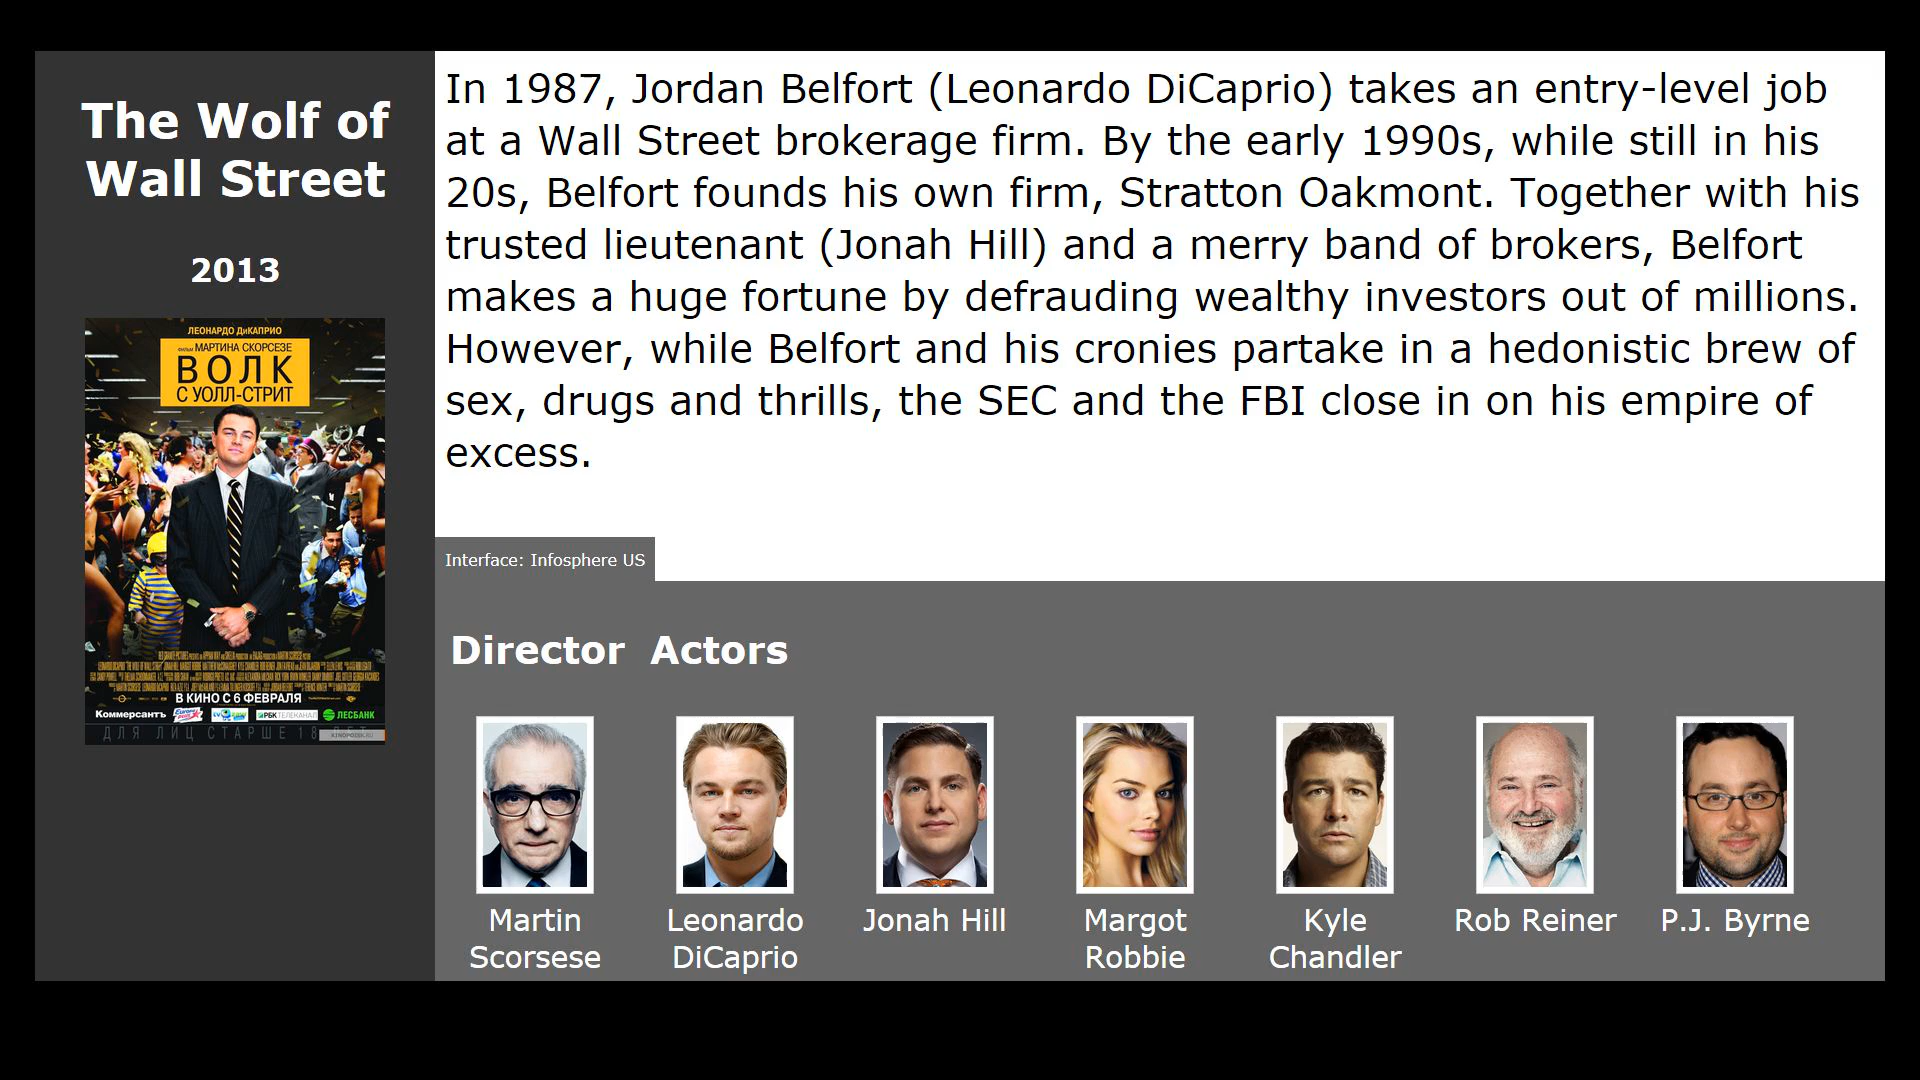 The Wolf of
Wall Street
2013
ЛЕОНАРДО ДиКАПРИО
ФИЛЬМ МАРТИНА СКОРСЕЗЕ
ВОЛК
С УОЛЛ-СТРИТ
В КИНО С 6 ФЕВРАЛЯ
Коммерсантъ
РБК ТЕЛЕКАНАЛ
ЛЕСБАНК
ДЛЯ ЛИЦ СТАРШЕ 18 ЛЕТ
KINOPOISK.RU
In 1987, Jordan Belfort (Leonardo DiCaprio) takes an entry-level job
at a Wall Street brokerage firm. By the early 1990s, while still in his
20s, Belfort founds his own firm, Stratton Oakmont. Together with his
trusted lieutenant (Jonah Hill) and a merry band of brokers, Belfort
makes a huge fortune by defrauding wealthy investors out of millions.
However, while Belfort and his cronies partake in a hedonistic brew of
sex, drugs and thrills, the SEC and the FBI close in on his empire of
excess.
Interface: Infosphere US
Director Actors
Martin
Scorsese
Leonardo
DiCaprio
Jonah Hill
Margot
Robbie
Kyle
Chandler
Rob Reiner
P.J. Byrne